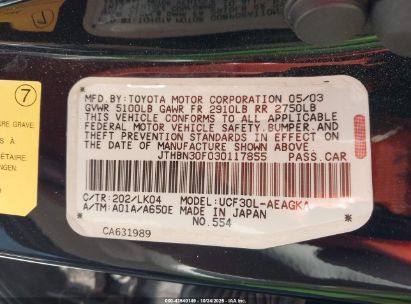 7
RE GRAVE.
MFD. BY: TOYOTA MOTOR CORPORATION 05/03
GVWR 5100LB GAWR FR 2910LB RR 2750LB
THIS VEHICLE CONFORMS TO ALL APPLICABLE
FEDERAL MOTOR VEHICLE SAFETY, BUMPER, AND
THEFT PREVENTION STANDARDS IN EFFECT ON
THE DATE OF MANUFACTURE SHOWN ABOVE.
JTHBN30F030117855 PASS. CAR
ÉTAIRE
C/TR: 202/LK04 MODEL: UCF30L-AEAGKA
A/TM: A01A/A650E MADE IN JAPAN
NO. 554
CA631989